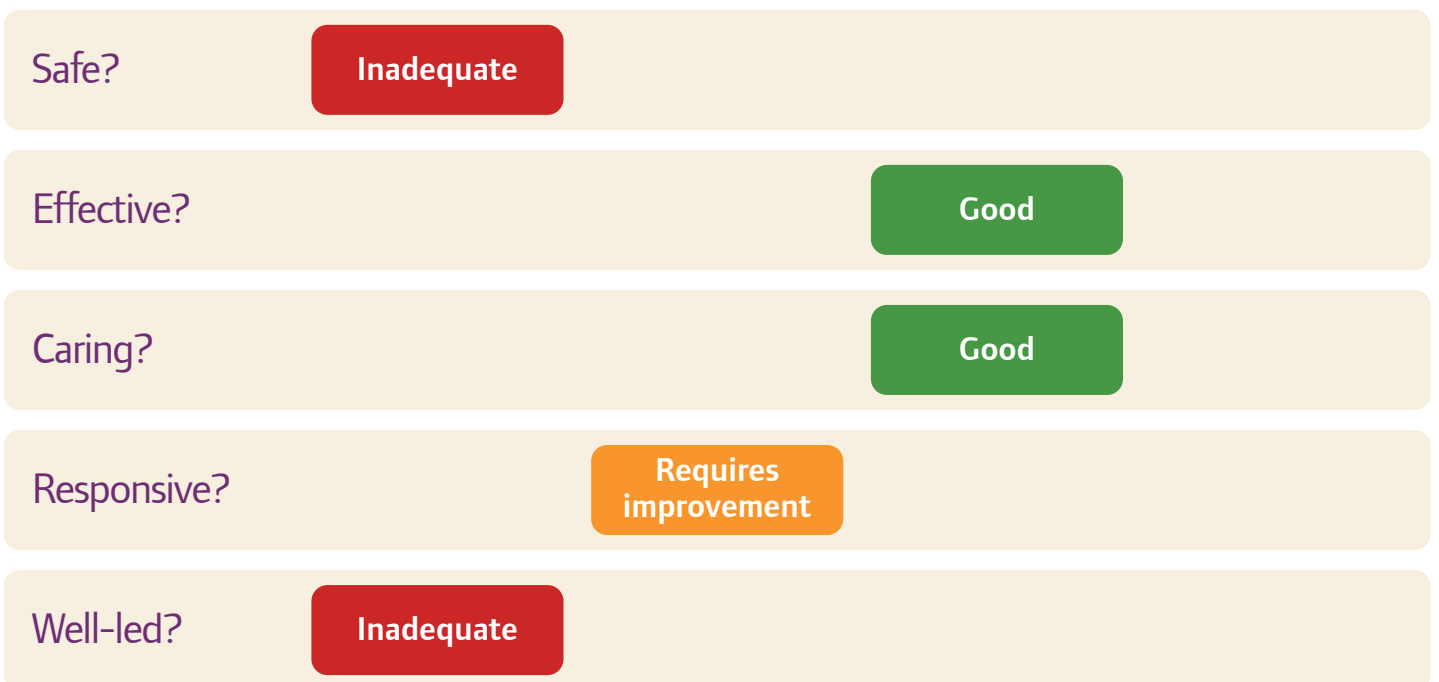 Safe?
Inadequate
Effective?
Good
Caring?
Good
Responsive?
Requires
improvement
Well-led?
Inadequate